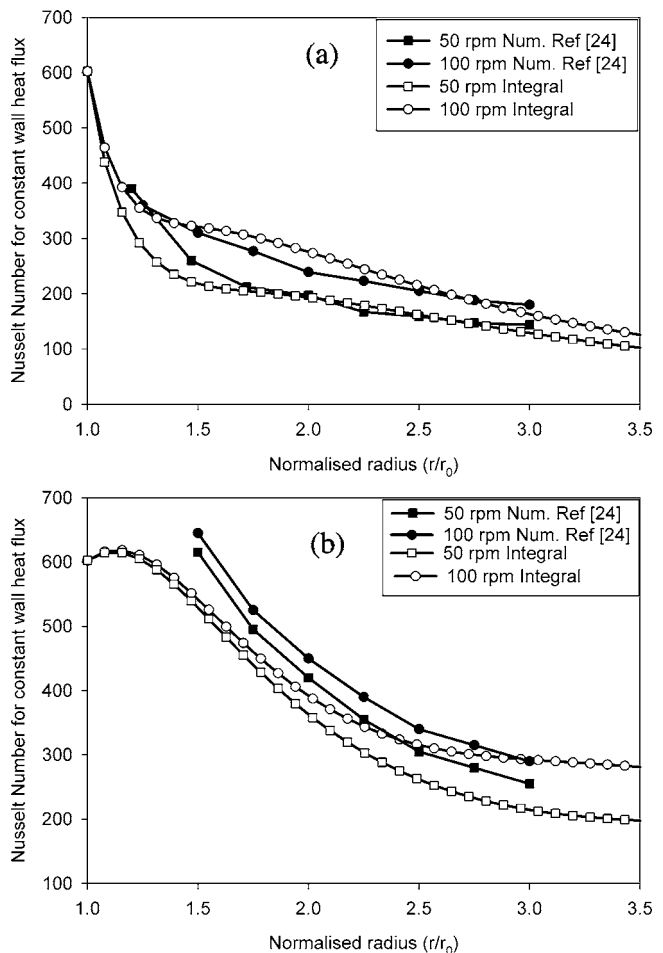 700
600
500
400
300
200
100
0
Nusselt Number for constant wall heat flux
(a)
50 rpm Num. Ref [24]
100 rpm Num. Ref [24]
50 rpm Integral
100 rpm Integral
1.0 1.5 2.0 2.5 3.0 3.5
Normalised radius (r/r0)
700
600
500
400
300
200
100
Nusselt Number for constant wall heat flux
(b)
50 rpm Num. Ref [24]
100 rpm Num. Ref [24]
50 rpm Integral
100 rpm Integral
1.0 1.5 2.0 2.5 3.0 3.5
Normalised radius (r/r0)